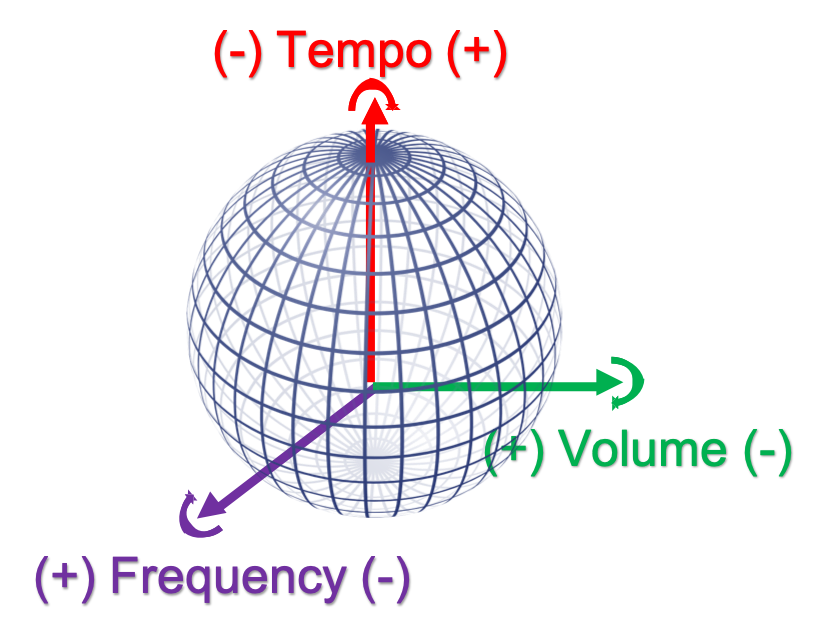 (-) Tempo (+)
(+) Volume (-)
(+) Frequency (-)